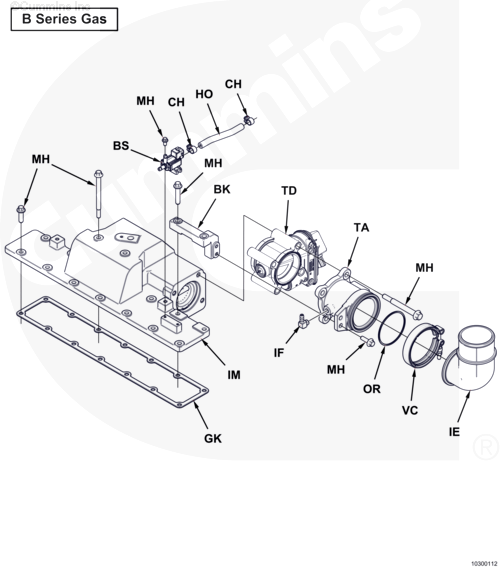 ©Cummins Inc
B Series Gas
CH
HO
CH
MH
BS
MH
MH
BK
TD
TA
MH
IF
IM
MH
OR
VC
IE
GK
Cummins
®
10300112